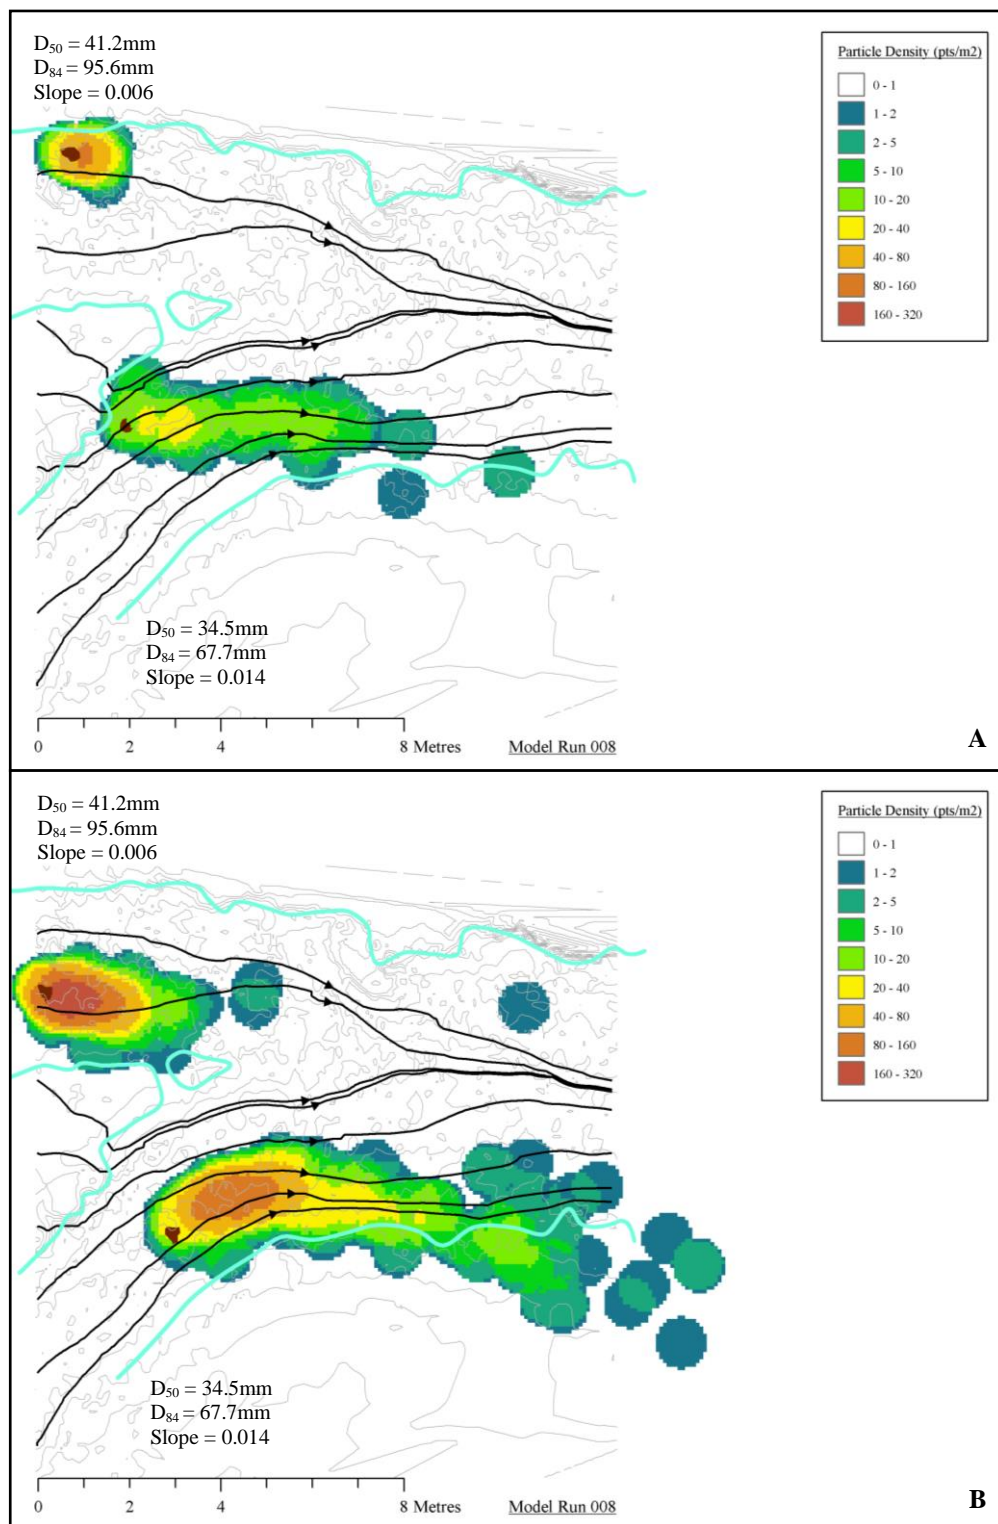 D50 = 41.2mm
D84 = 95.6mm
Slope = 0.006
Particle Density (pts/m2)
0 - 1
1 - 2
2 - 5
5 - 10
10 - 20
20 - 40
40 - 80
80 - 160
160 - 320
D50 = 34.5mm
D84 = 67.7mm
Slope = 0.014
0 2 4 8 Metres Model Run 008
A
D50 = 41.2mm
D84 = 95.6mm
Slope = 0.006
Particle Density (pts/m2)
0 - 1
1 - 2
2 - 5
5 - 10
10 - 20
20 - 40
40 - 80
80 - 160
160 - 320
D50 = 34.5mm
D84 = 67.7mm
Slope = 0.014
0 2 4 8 Metres Model Run 008
B